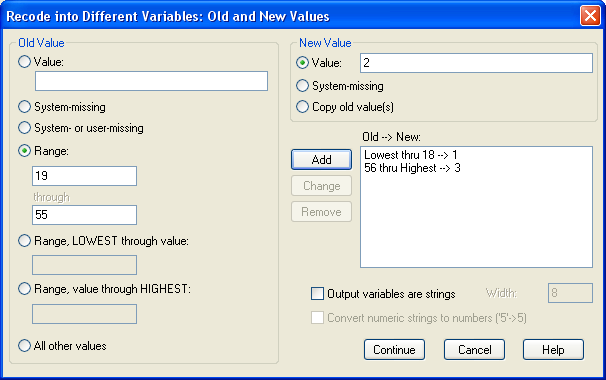 Recode into Different Variables: Old and New Values
Old Value
Value:
System-missing
System- or user-missing
Range:
19
through
55
Range, LOWEST through value:
Range, value through HIGHEST:
All other values
New Value
Value: 2
System-missing
Copy old value(s)
Old --> New:
Add
Change
Remove
Lowest thru 18 --> 1
56 thru Highest --> 3
Output variables are strings Width: 8
Convert numeric strings to numbers ('5'->5)
Continue Cancel Help